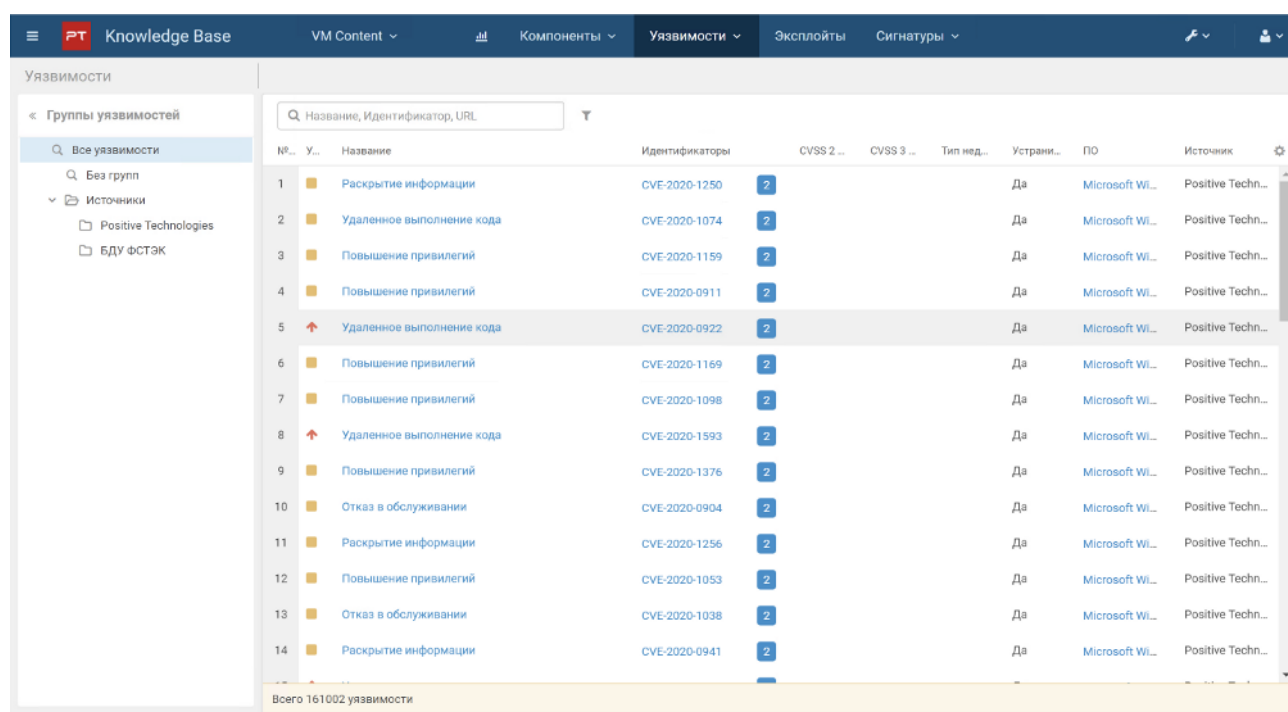 PT Knowledge Base VM Content Компоненты Уязвимости Эксплойты Сигнатуры
Уязвимости
« Группы уязвимостей
Все уязвимости
Без групп
Источники
Positive Technologies
БДУ ФСТЭК
Название, Идентификатор, URL
№... У... Название Идентификаторы CVSS 2 ... CVSS 3 ... Тип нед... Устрани... ПО Источник
1 Раскрытие информации CVE-2020-1250 2 Да Microsoft Wi... Positive Techn...
2 Удаленное выполнение кода CVE-2020-1074 2 Да Microsoft Wi... Positive Techn...
3 Повышение привилегий CVE-2020-1159 2 Да Microsoft Wi... Positive Techn...
4 Повышение привилегий CVE-2020-0911 2 Да Microsoft Wi... Positive Techn...
5 Удаленное выполнение кода CVE-2020-0922 2 Да Microsoft Wi... Positive Techn...
6 Повышение привилегий CVE-2020-1169 2 Да Microsoft Wi... Positive Techn...
7 Повышение привилегий CVE-2020-1098 2 Да Microsoft Wi... Positive Techn...
8 Удаленное выполнение кода CVE-2020-1593 2 Да Microsoft Wi... Positive Techn...
9 Повышение привилегий CVE-2020-1376 2 Да Microsoft Wi... Positive Techn...
10 Отказ в обслуживании CVE-2020-0904 2 Да Microsoft Wi... Positive Techn...
11 Раскрытие информации CVE-2020-1256 2 Да Microsoft Wi... Positive Techn...
12 Повышение привилегий CVE-2020-1053 2 Да Microsoft Wi... Positive Techn...
13 Отказ в обслуживании CVE-2020-1038 2 Да Microsoft Wi... Positive Techn...
14 Раскрытие информации CVE-2020-0941 2 Да Microsoft Wi... Positive Techn...
Всего 161002 уязвимости